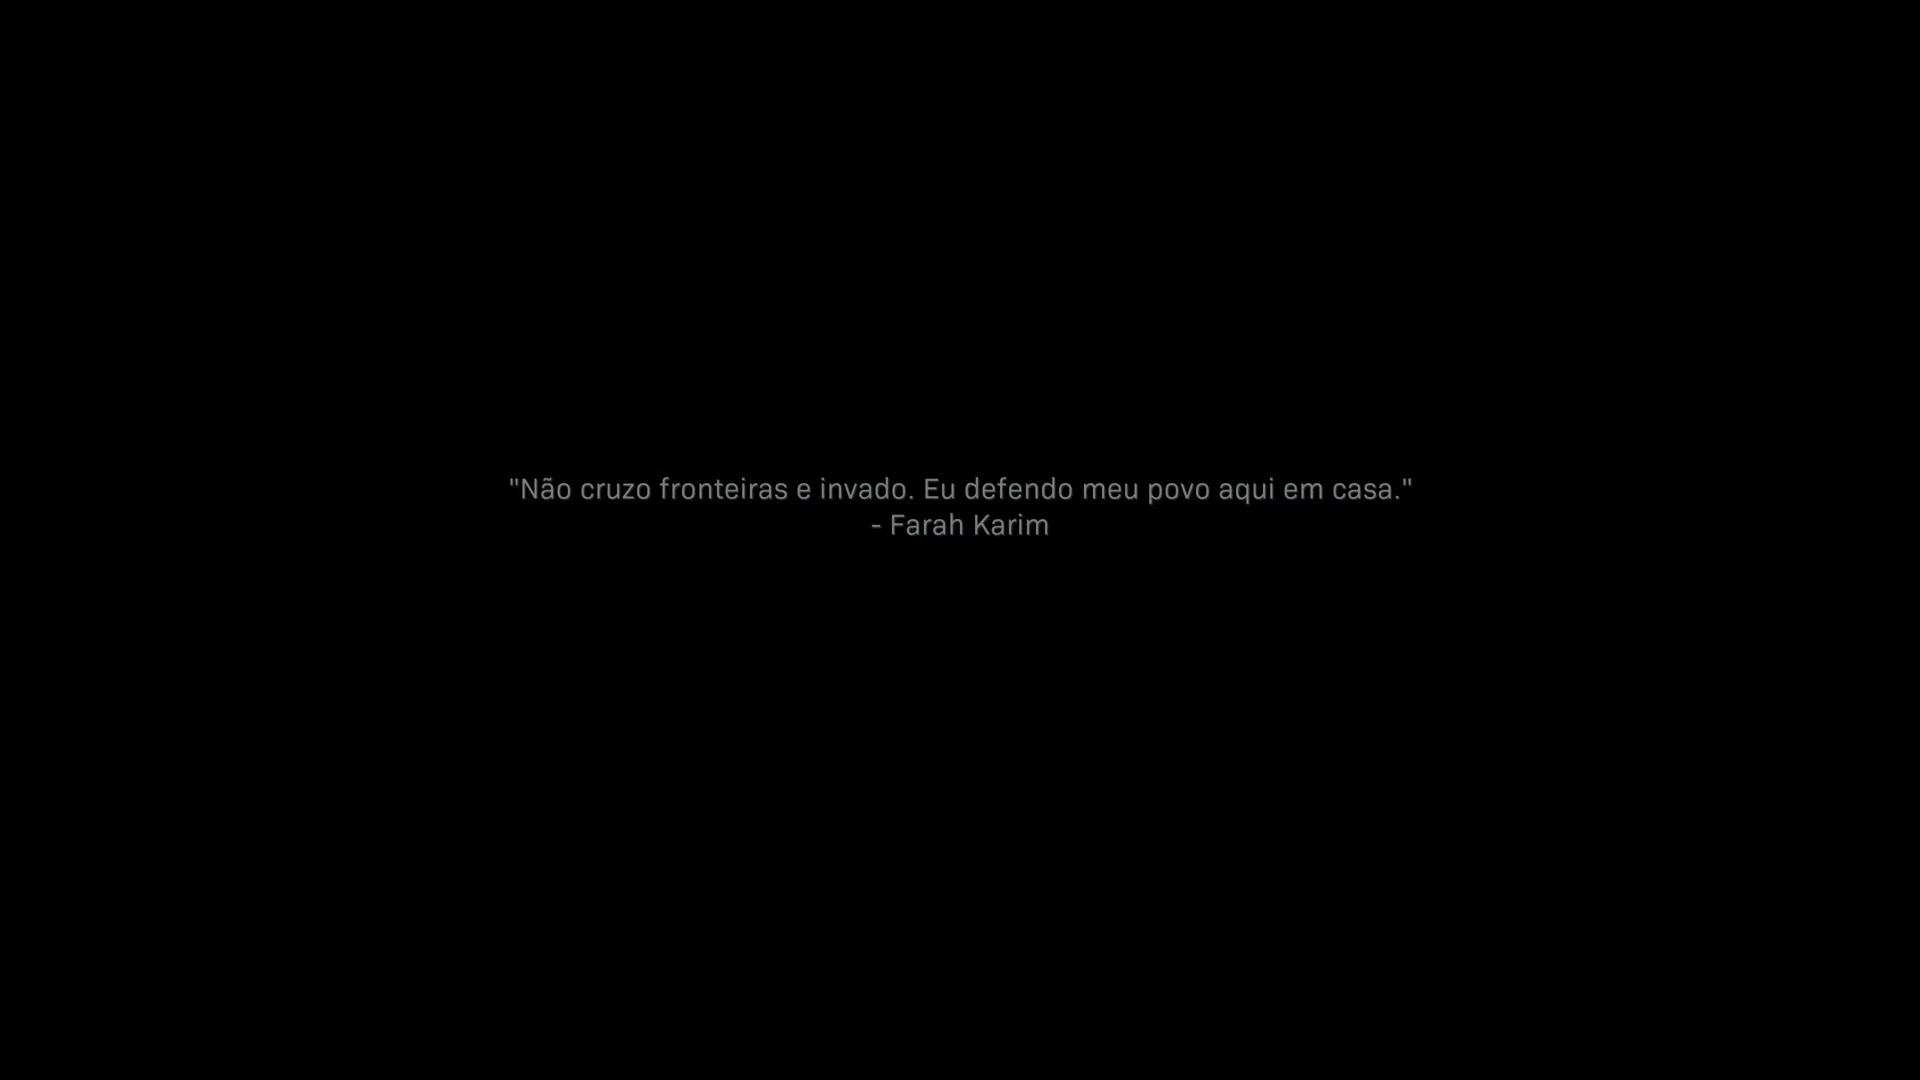 "Não cruzo fronteiras e invado. Eu defendo meu povo aqui em casa."
- Farah Karim